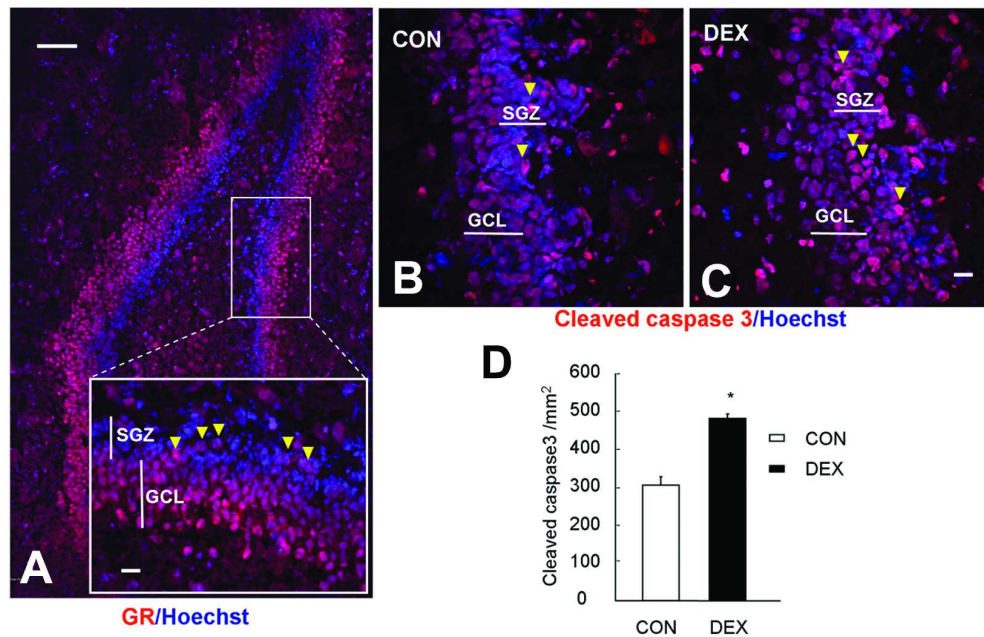 CON
SGZ
GCL
B
DEX
SGZ
GCL
C
Cleaved caspase 3/Hoechst
SGZ
GCL
A
GR/Hoechst
D
Cleaved caspase3 /mm²
600
500
400
300
200
100
0
*
CON
DEX
CON
DEX